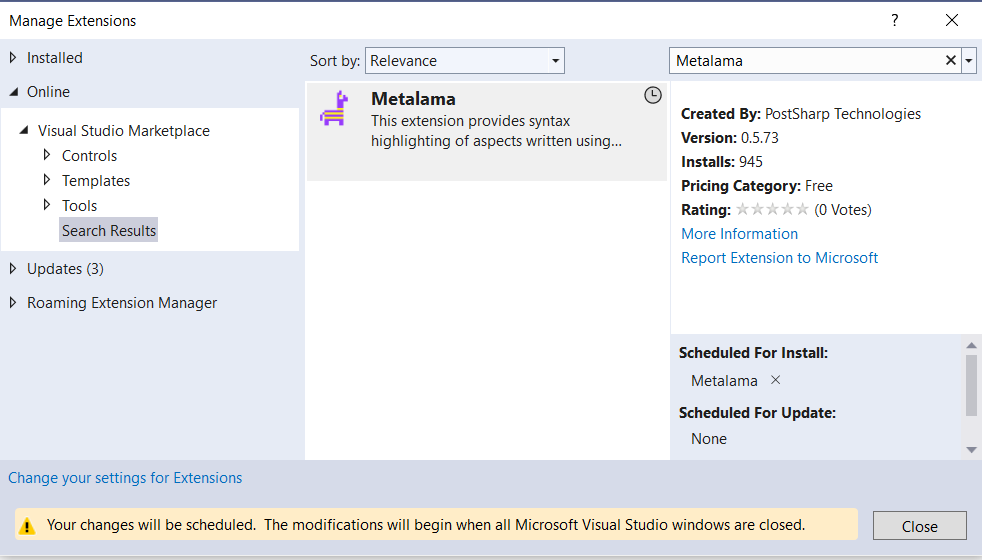 Manage Extensions
?
Installed
Online
Visual Studio Marketplace
Controls
Templates
Tools
Search Results
Updates (3)
Roaming Extension Manager
Sort by: Relevance
Metalama
Metalama
This extension provides syntax
highlighting of aspects written using...
Created By: PostSharp Technologies
Version: 0.5.73
Installs: 945
Pricing Category: Free
Rating: (0 Votes)
More Information
Report Extension to Microsoft
Scheduled For Install:
Metalama
Scheduled For Update:
None
Change your settings for Extensions
Your changes will be scheduled. The modifications will begin when all Microsoft Visual Studio windows are closed.
Close